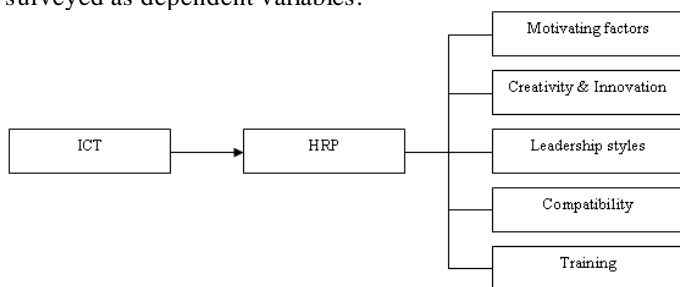 surveyed as dependent variables.
Motivating factors
Creativity & Innovation
ICT
HRP
Leadership styles
Compatibility
Training